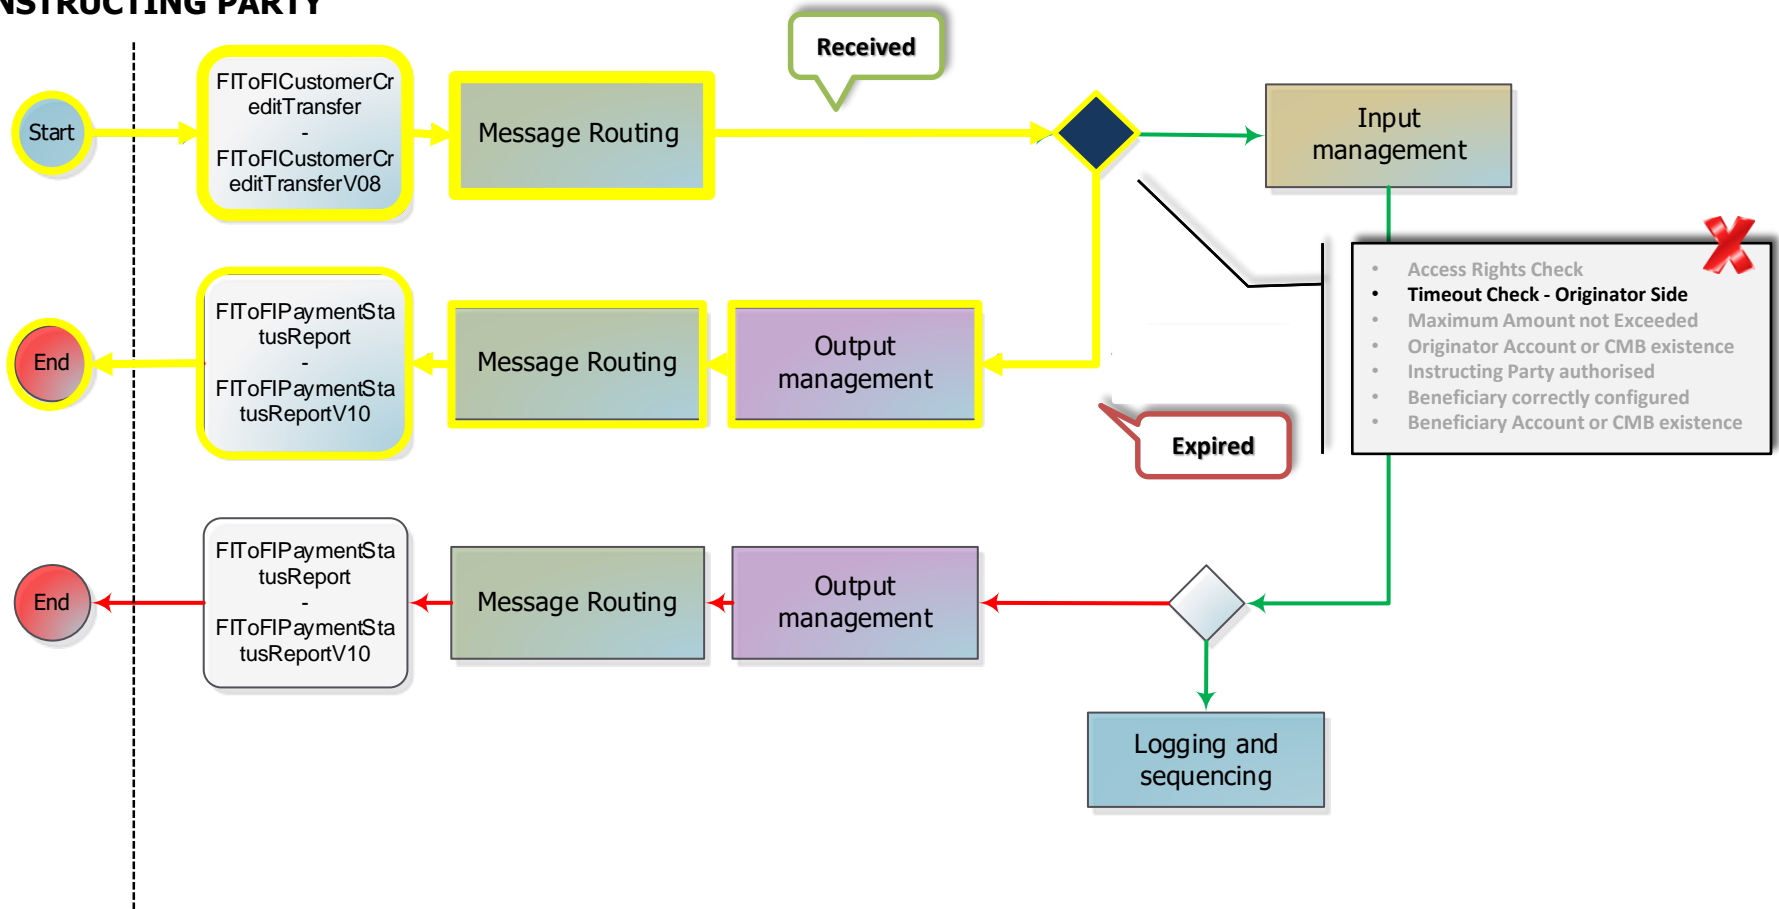 NSTRUCTING PARTY
Received
Start
FIToFICustomerCr
editTransfer
-
FIToFICustomerCr
editTransferV08
Message Routing
Input
management
• Access Rights Check
• Timeout Check - Originator Side
• Maximum Amount not Exceeded
• Originator Account or CMB existence
• Instructing Party authorised
• Beneficiary correctly configured
• Beneficiary Account or CMB existence
End
FIToFIPaymentSta
tusReport
-
FIToFIPaymentSta
tusReportV10
Message Routing
Output
management
Expired
End
FIToFIPaymentSta
tusReport
-
FIToFIPaymentSta
tusReportV10
Message Routing
Output
management
Logging and
sequencing